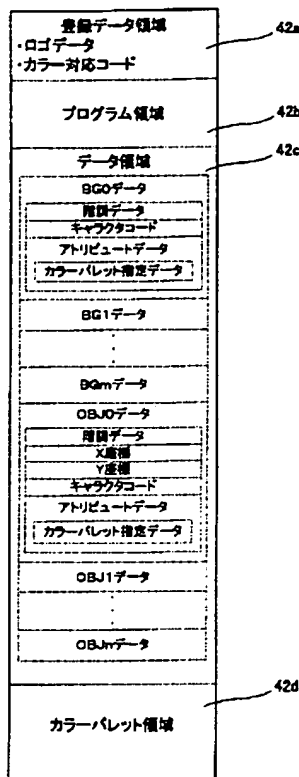 登録データ領域
・ロゴデータ
・カラー対応コード
42a
プログラム領域
42b
データ領域
42c
BG0データ
階調データ
キャラクタコード
アトリビュートデータ
カラーパレット指定データ
BG1データ
BGmデータ
OBJ0データ
階調データ
X座標
Y座標
キャラクタコード
アトリビュートデータ
カラーパレット指定データ
OBJ1データ
OBJnデータ
カラーパレット領域
42d